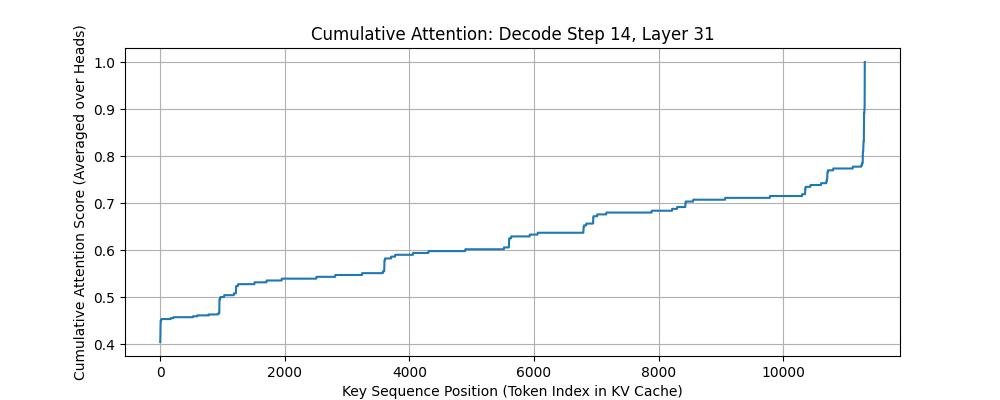 Cumulative Attention: Decode Step 14, Layer 31
Cumulative Attention Score (Averaged over Heads)
1.0
0.9
0.8
0.7
0.6
0.5
0.4
0 2000 4000 6000 8000 10000
Key Sequence Position (Token Index in KV Cache)